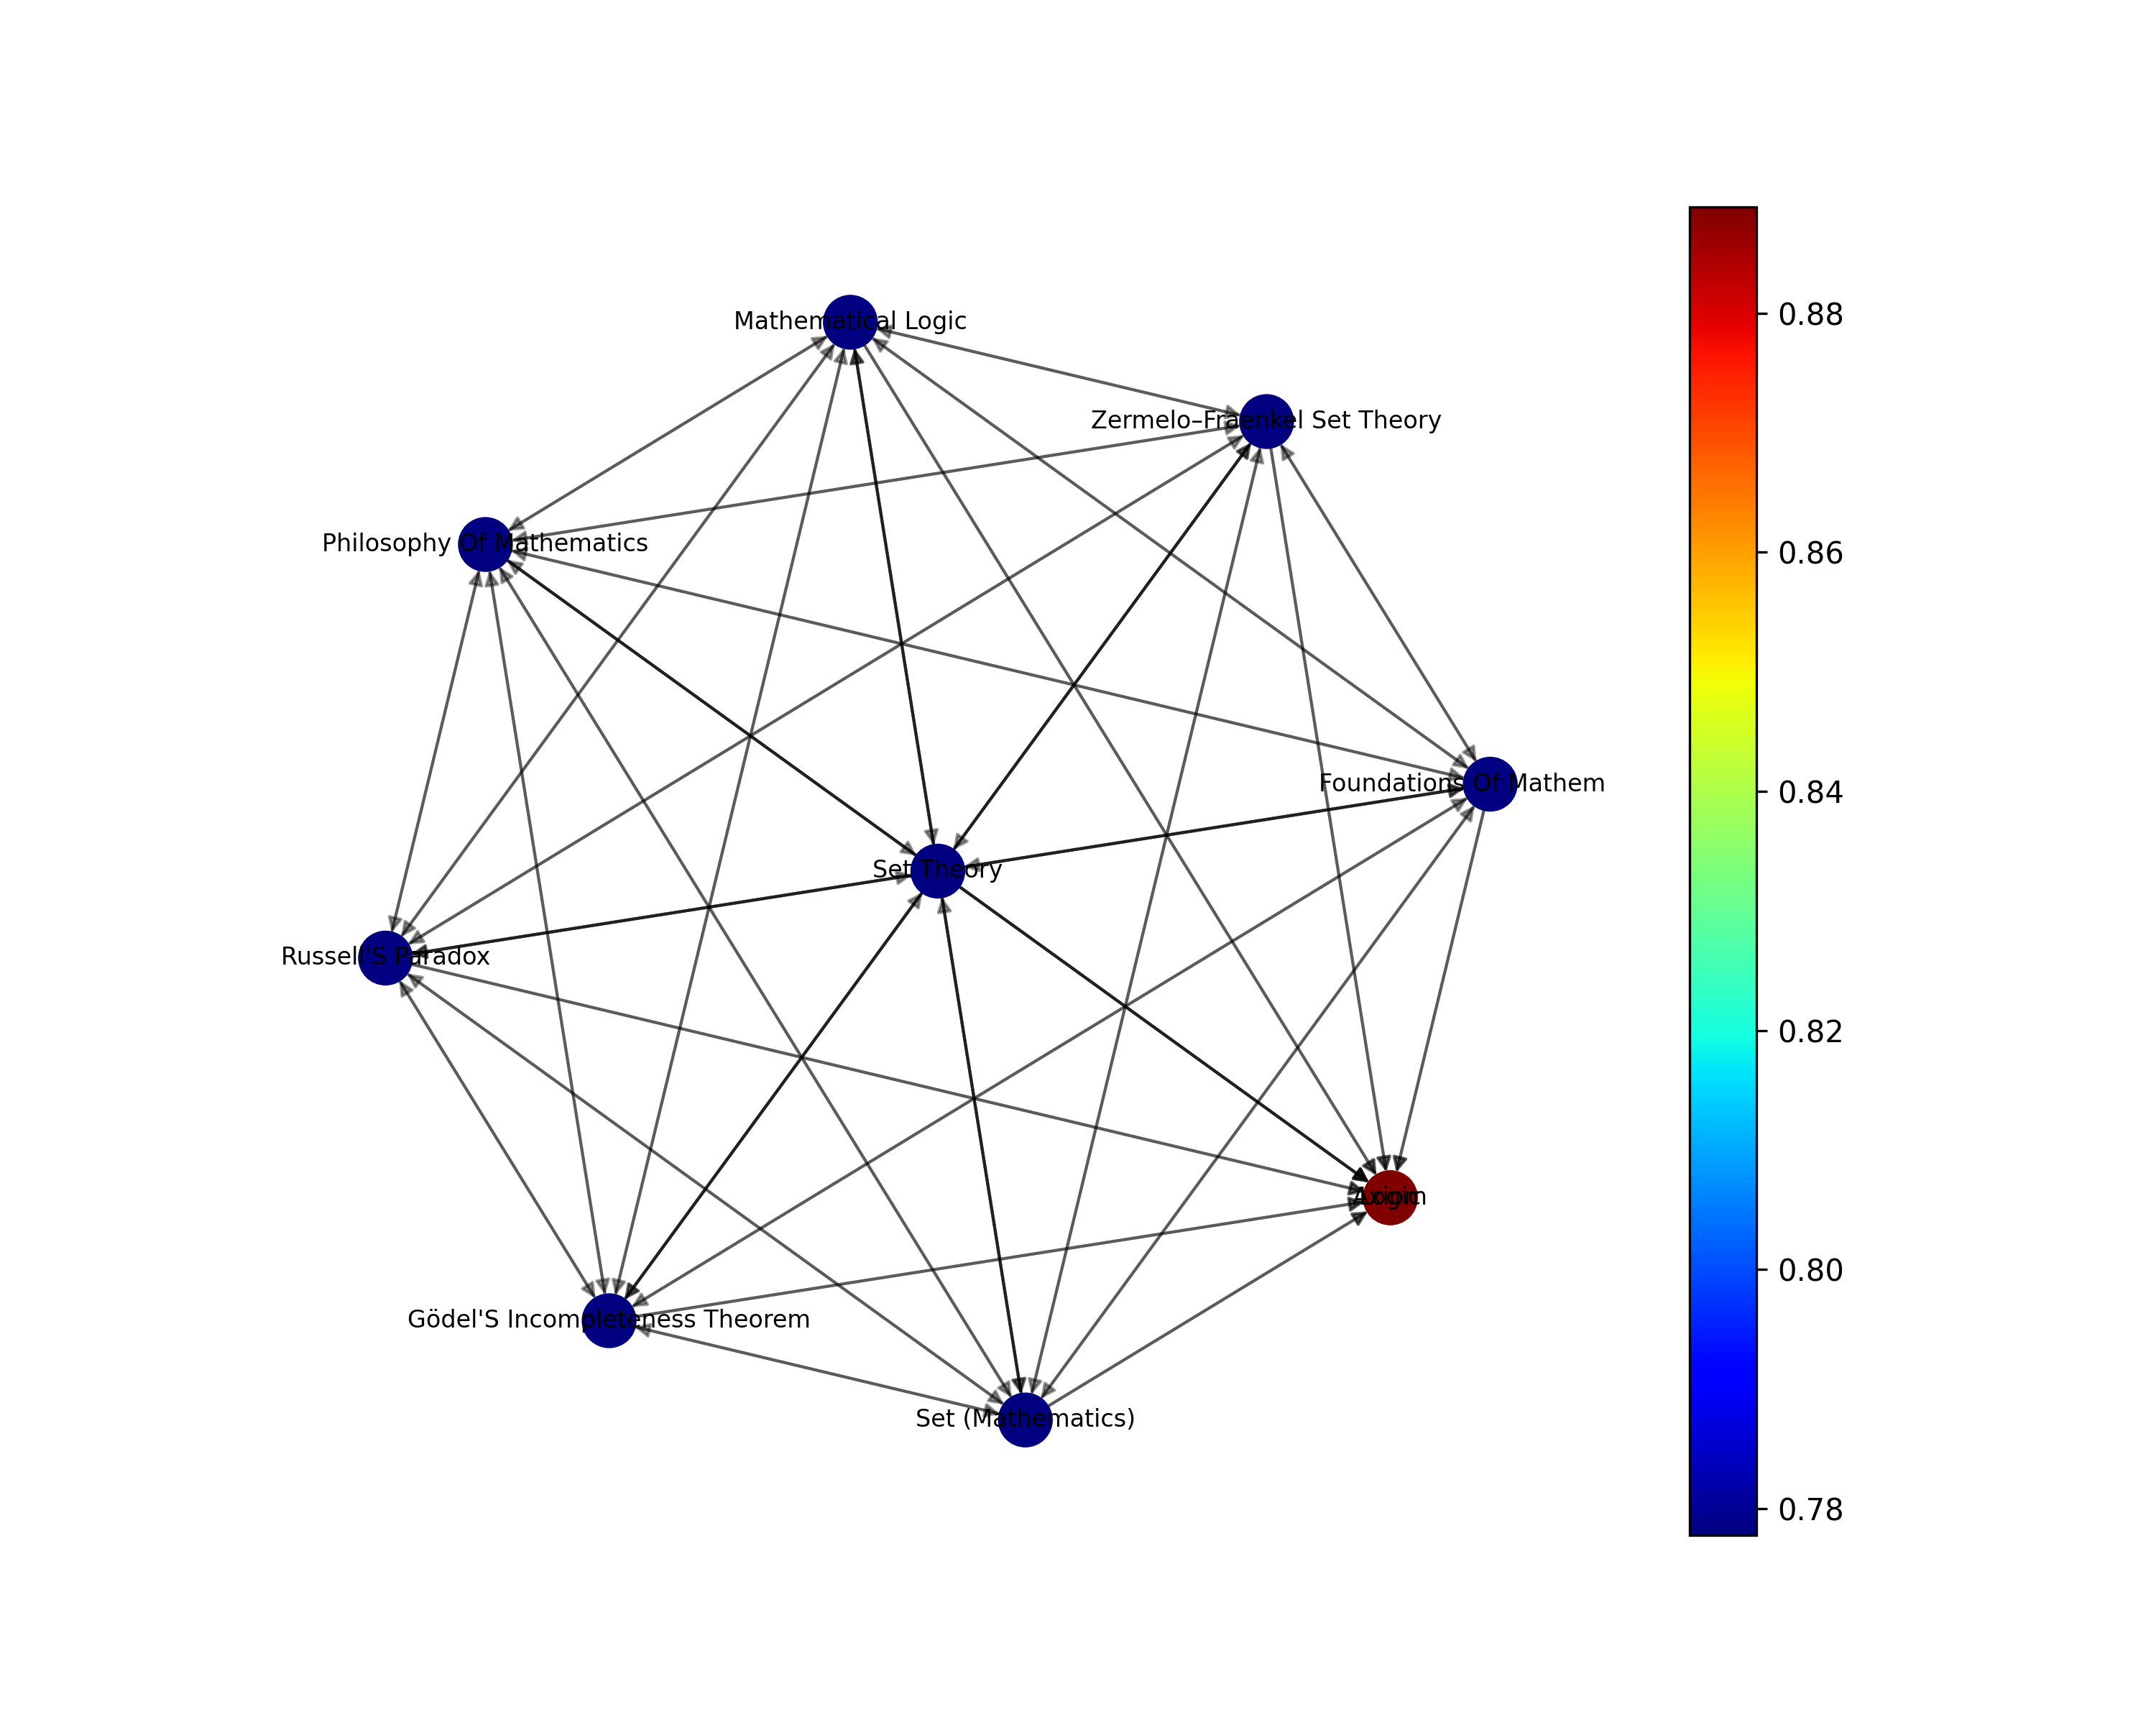 Mathematical Logic
Zermelo–Fraenkel Set Theory
Philosophy Of Mathematics
Foundations Of Mathem
Set Theory
Russell'S Paradox
Gödel'S Incompleteness Theorem
Set (Mathematics)
0.88
0.86
0.84
0.82
0.80
0.78